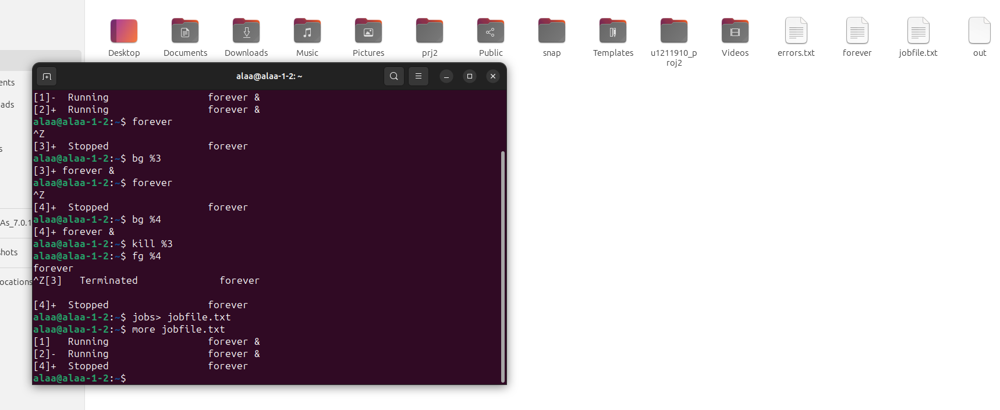 Desktop
Documents
Downloads
Music
Pictures
prj2
Public
snap
Templates
u1211910_p
roj2
Videos
errors.txt
forever
jobfile.txt
out
ents
ads
s
As_7.0.1
shots
ocations
alaa@alaa-1-2: ~
[1]-  Running                 forever &
[2]+  Running                 forever &
alaa@alaa-1-2:~$ forever
^Z
[3]+  Stopped                 forever
alaa@alaa-1-2:~$ bg %3
[3]+ forever &
alaa@alaa-1-2:~$ forever
^Z
[4]+  Stopped                 forever
alaa@alaa-1-2:~$ bg %4
[4]+ forever &
alaa@alaa-1-2:~$ kill %3
alaa@alaa-1-2:~$ fg %4
forever
^Z[3]   Terminated              forever
[4]+  Stopped                 forever
alaa@alaa-1-2:~$ jobs> jobfile.txt
alaa@alaa-1-2:~$ more jobfile.txt
[1]   Running                 forever &
[2]-  Running                 forever &
[4]+  Stopped                 forever
alaa@alaa-1-2:~$